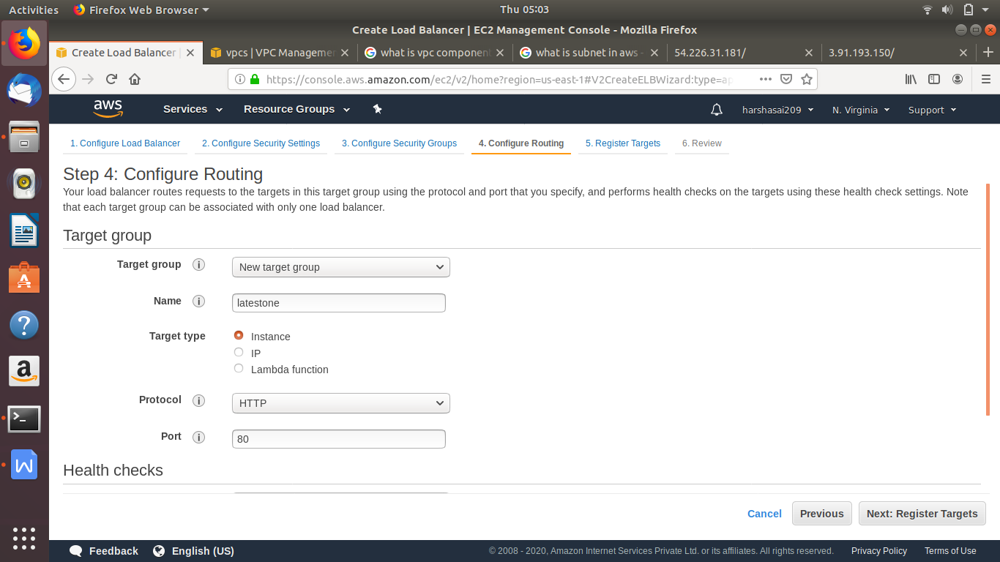 Activities Firefox Web Browser Thu 05:03
Create Load Balancer | EC2 Management Console - Mozilla Firefox
Create Load Balancer | vpcs | VPC Managemen what is vpc component what is subnet in aws - 54.226.31.181/ 3.91.193.150/
https://console.aws.amazon.com/ec2/v2/home?region=us-east-1#V2CreateELBWizard:type=ap
aws Services Resource Groups harshasai209 N. Virginia Support
1. Configure Load Balancer 2. Configure Security Settings 3. Configure Security Groups 4. Configure Routing 5. Register Targets 6. Review
Step 4: Configure Routing
Your load balancer routes requests to the targets in this target group using the protocol and port that you specify, and performs health checks on the targets using these health check settings. Note
that each target group can be associated with only one load balancer.
Target group
Target group i New target group
Name i latestone
Target type Instance
IP
Lambda function
Protocol i HTTP
Port i 80
Health checks
Cancel Previous Next: Register Targets
Feedback English (US) © 2008 - 2020, Amazon Internet Services Private Ltd. or its affiliates. All rights reserved. Privacy Policy Terms of Use